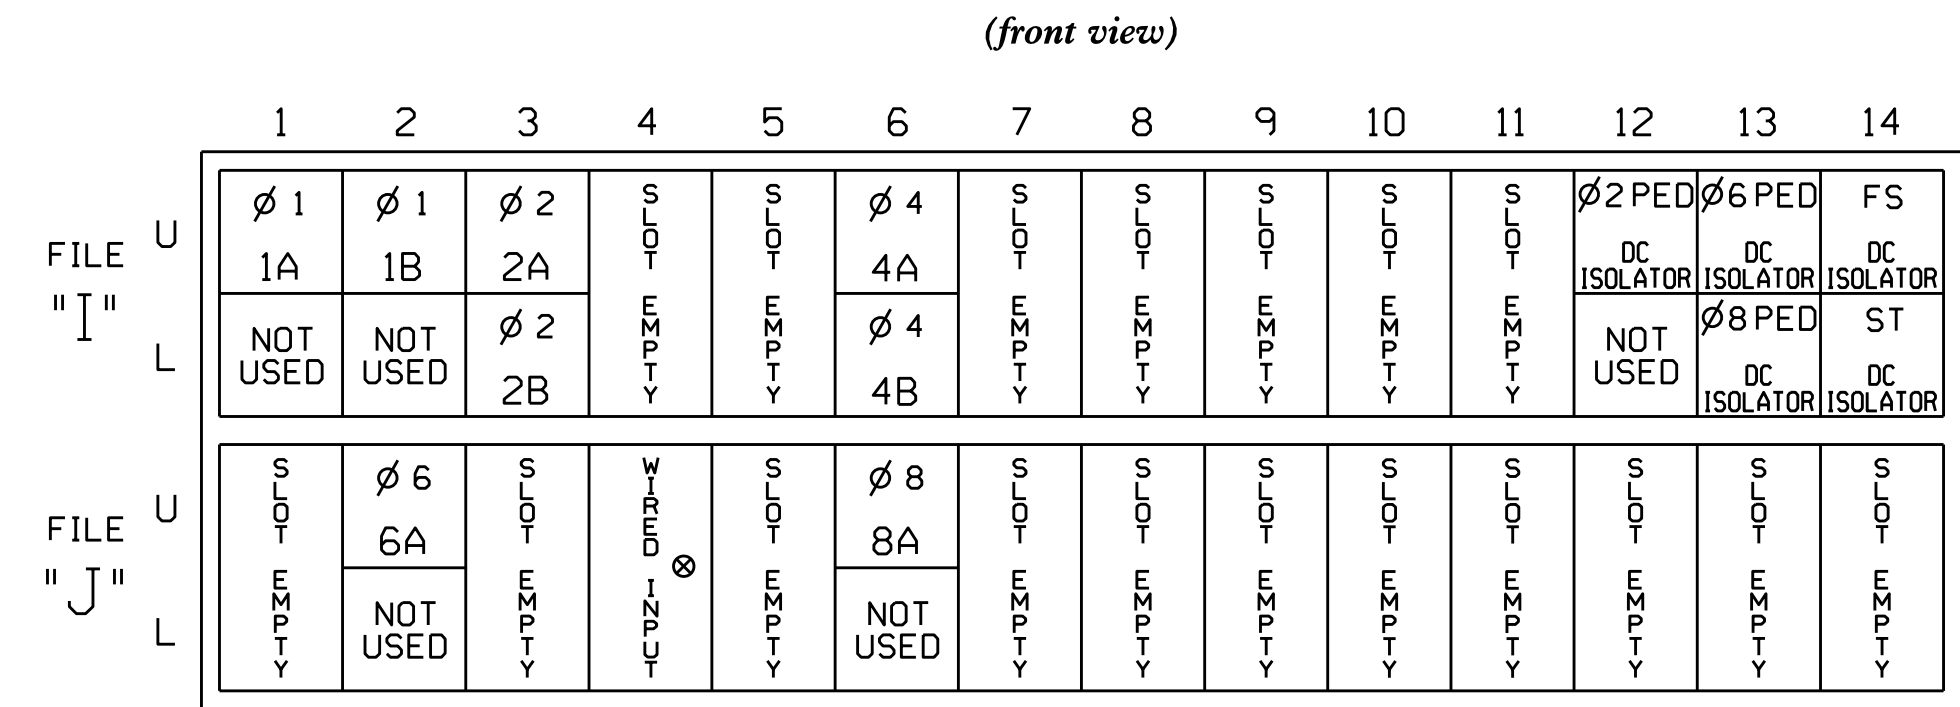 (front view)
1 2 3 4 5 6 7 8 9 10 11 12 13 14
FILE "I"
U
L
Ø 1
1A
NOT
USED
Ø 1
1B
NOT
USED
Ø 2
2A
Ø 2
2B
SLOT EMPTY
SLOT EMPTY
Ø 4
4A
Ø 4
4B
SLOT EMPTY
SLOT EMPTY
SLOT EMPTY
SLOT EMPTY
SLOT EMPTY
Ø2 PED
DC
ISOLATOR
NOT
USED
Ø6 PED
DC
ISOLATOR
Ø8 PED
DC
ISOLATOR
FS
DC
ISOLATOR
ST
DC
ISOLATOR
FILE "J"
U
L
SLOT EMPTY
Ø 6
6A
NOT
USED
SLOT EMPTY
WIRED INPUT
⊗
SLOT EMPTY
Ø 8
8A
NOT
USED
SLOT EMPTY
SLOT EMPTY
SLOT EMPTY
SLOT EMPTY
SLOT EMPTY
SLOT EMPTY
SLOT EMPTY
SLOT EMPTY